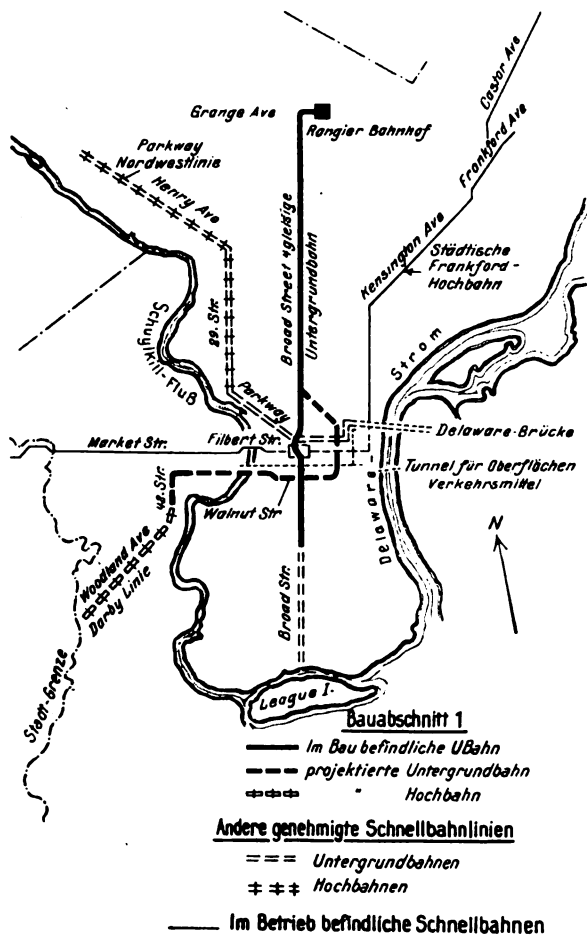 Castor Ave
Grange Ave
Rangier Bahnhof
Frankford Ave
Parkway
Nordwestlinie
Henry Ave
Broad Street 4gleisige
Untergrundbahn
Kensington Ave
Städtische
Frankford-
Hochbahn
29. Str.
Schuylkill-Fluß
Strom
Parkway
Delaware-Brücke
Market Str.
Filbert Str.
Tunnel für Oberflächen
Verkehrsmittel
Walnut Str
48. Str.
Delaware-
N
Woodland Ave
Darby Linie
Broad Str.
Stadt-Grenze
League I.
Bauabschnitt 1
Im Bau befindliche UBahn
projektierte Untergrundbahn
" Hochbahn
Andere genehmigte Schnellbahnlinien
Untergrundbahnen
Hochbahnen
Im Betrieb befindliche Schnellbahnen